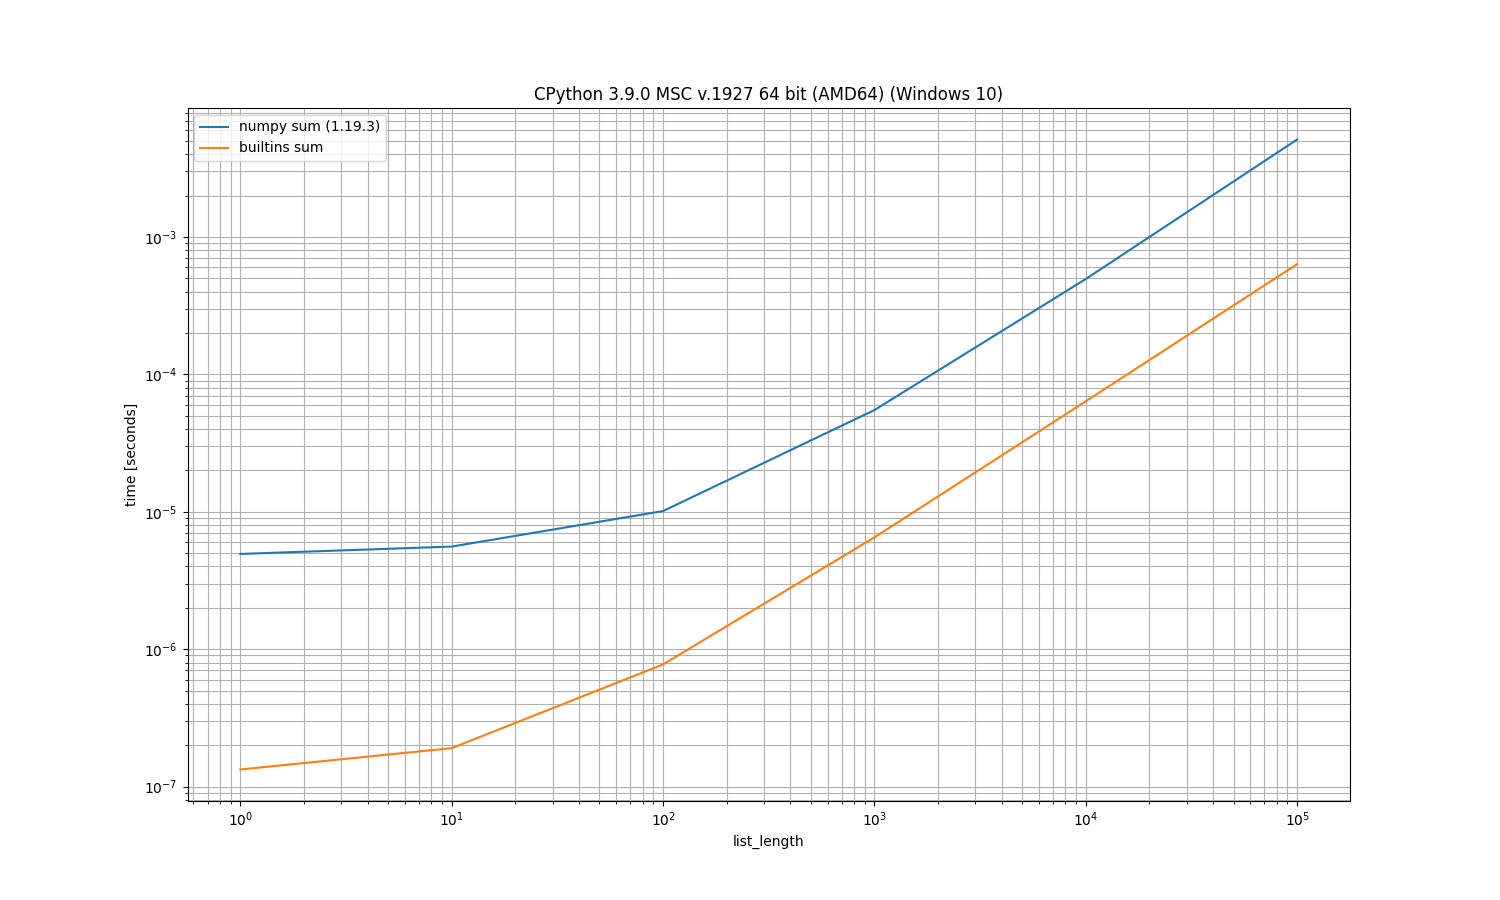 CPython 3.9.0 MSC v.1927 64 bit (AMD64) (Windows 10)
numpy sum (1.19.3)
builtins sum
time [seconds]
10⁻³
10⁻⁴
10⁻⁵
10⁻⁶
10⁻⁷
10⁰ 10¹ 10² 10³ 10⁴ 10⁵
list_length